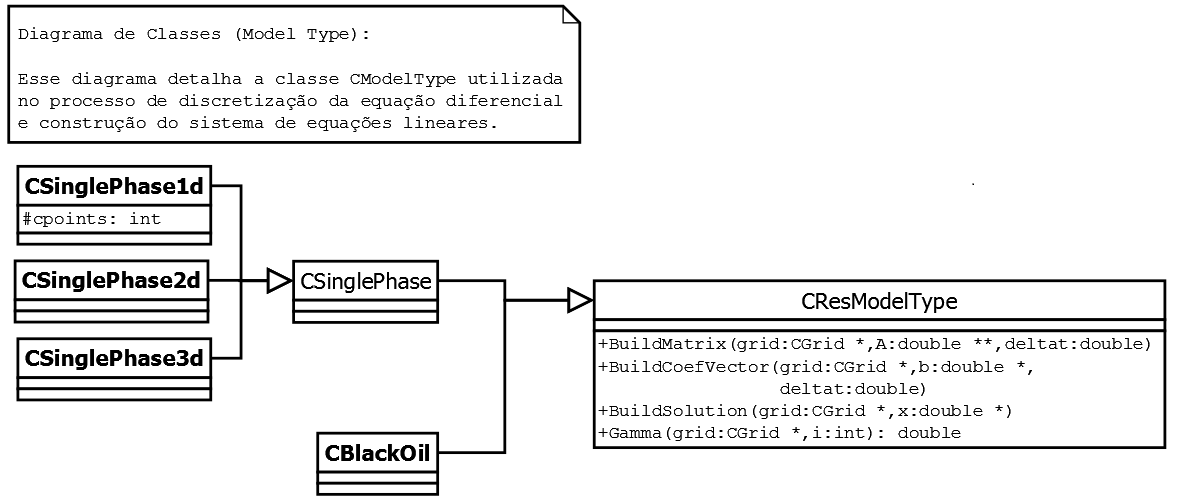 Diagrama de Classes (Model Type):
Esse diagrama detalha a classe CModelType utilizada
no processo de discretização da equação diferencial
e construção do sistema de equações lineares.
CSinglePhase1d
#cpoints: int
CSinglePhase2d
CSinglePhase3d
CSinglePhase
CBlackOil
CResModelType
+BuildMatrix(grid:CGrid *,A:double **,deltat:double)
+BuildCoefVector(grid:CGrid *,b:double *,
deltat:double)
+BuildSolution(grid:CGrid *,x:double *)
+Gamma(grid:CGrid *,i:int): double